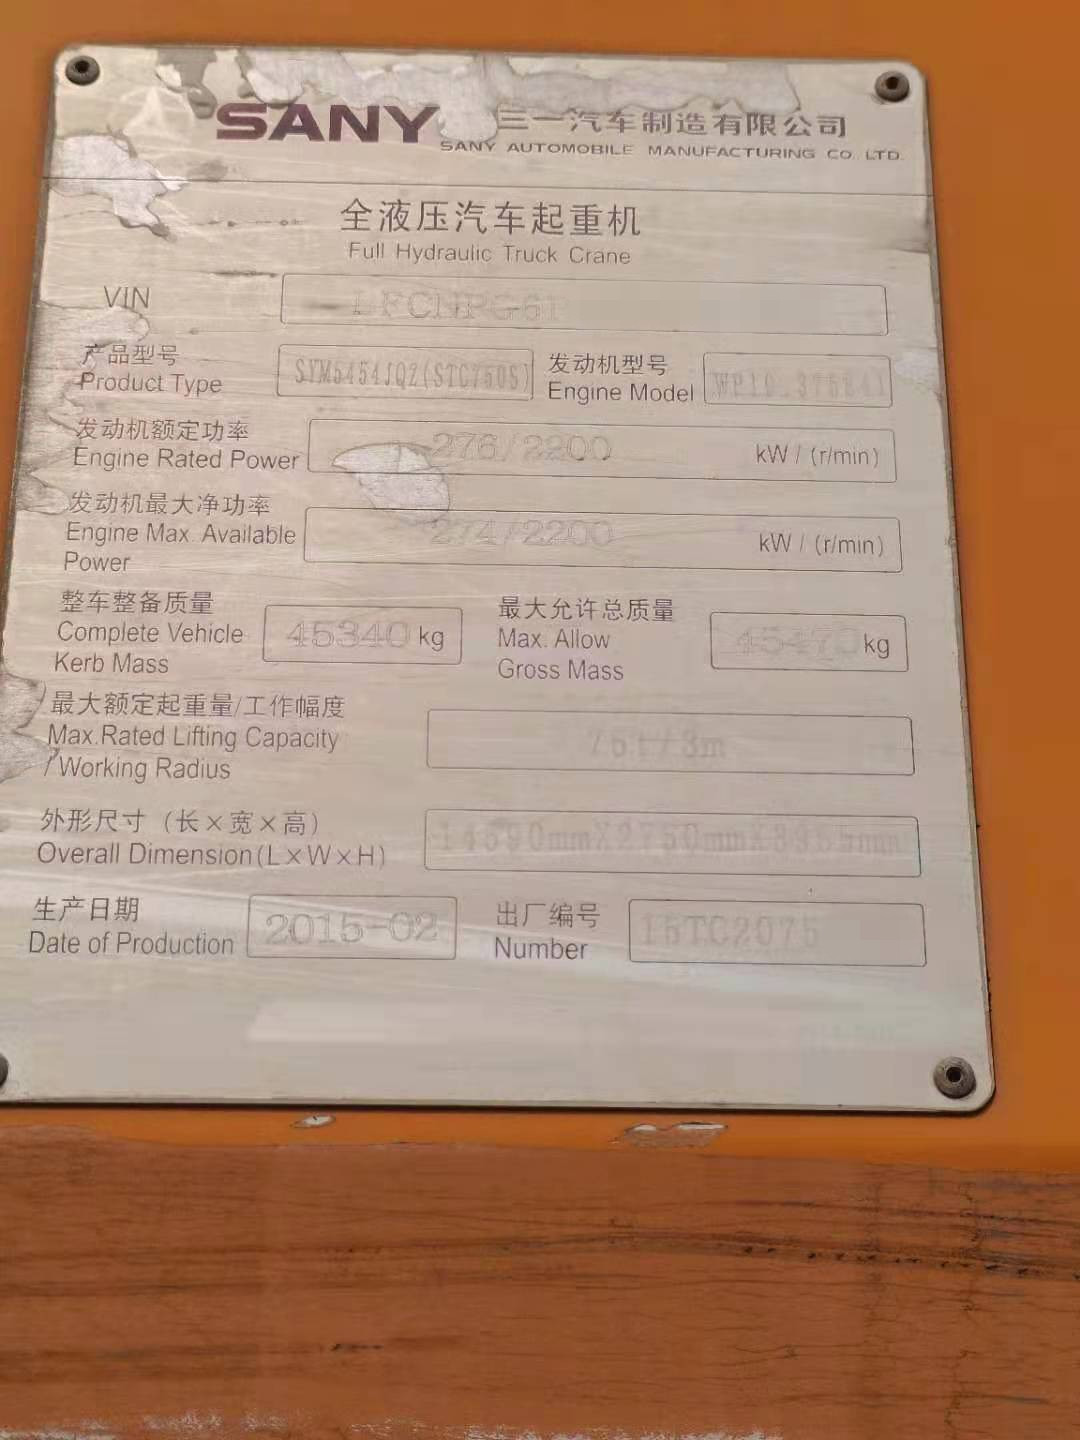 SANY 三一汽车制造有限公司
SANY AUTOMOBILE MANUFACTURING CO. LTD.
全液压汽车起重机
Full Hydraulic Truck Crane
VIN LFCNPG61
产品型号
Product Type SYM5454JQZ(STC750S)
发动机型号
Engine Model WP10.375E41
发动机额定功率
Engine Rated Power 276/2200 kW / (r/min)
发动机最大净功率
Engine Max. Available
Power 274/2200 kW / (r/min)
整车整备质量
Complete Vehicle
Kerb Mass 45340 kg
最大允许总质量
Max. Allow
Gross Mass 45470 kg
最大额定起重量/工作幅度
Max.Rated Lifting Capacity
/Working Radius 75t/3m
外形尺寸（长×宽×高）
Overall Dimension(L×W×H)
生产日期
Date of Production 2015-02
出厂编号
Number 15TC2075